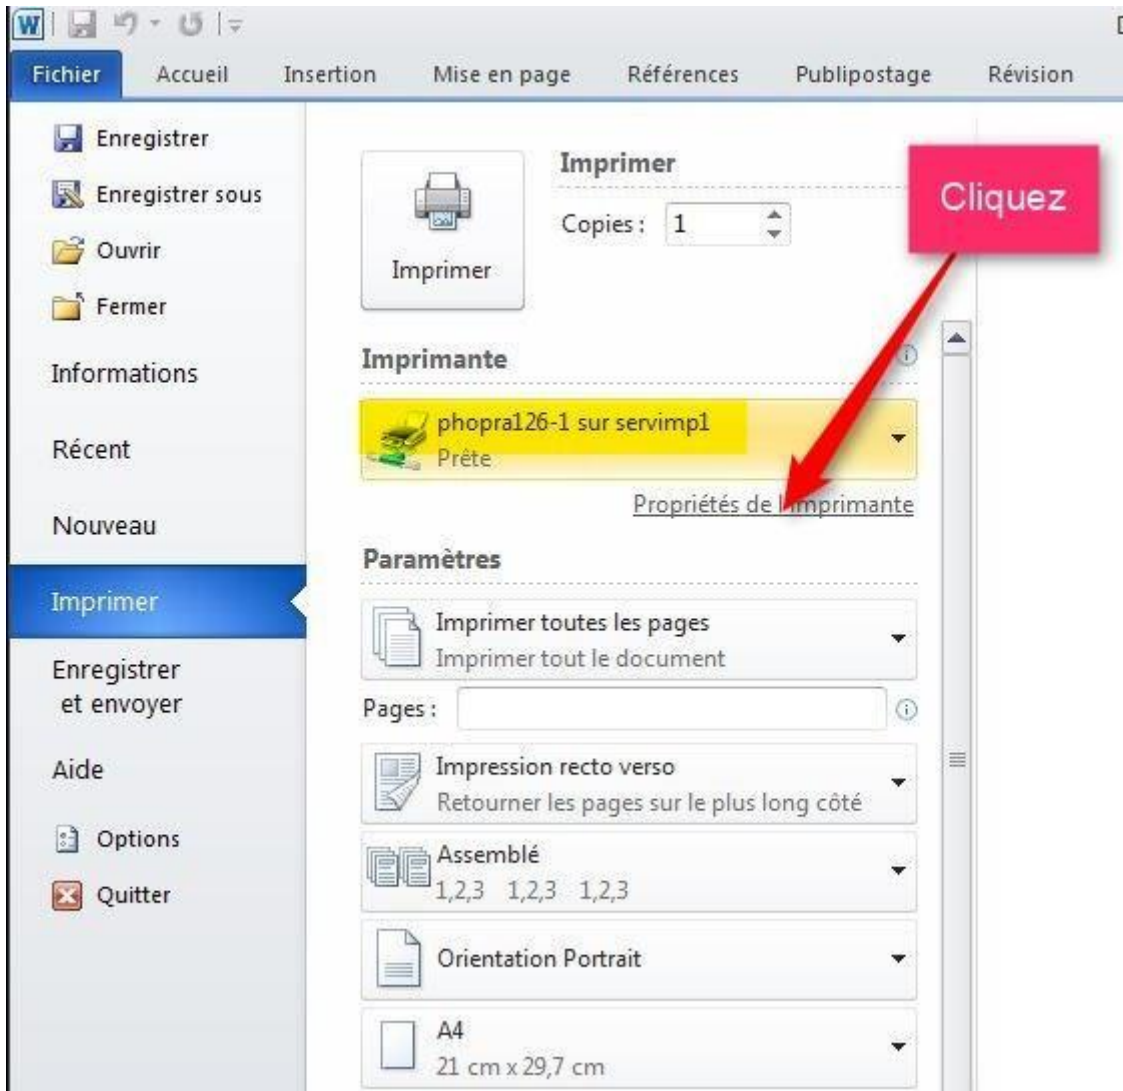 W
Fichier Accueil Insertion Mise en page Références Publipostage Révision
Enregistrer
Enregistrer sous
Ouvrir
Fermer
Informations
Récent
Nouveau
Imprimer
Enregistrer
et envoyer
Aide
Options
Quitter
Imprimer
Imprimer
Copies : 1
Cliquez
Imprimante
phopra126-1 sur servimp1
Prête
Propriétés de l'imprimante
Paramètres
Imprimer toutes les pages
Imprimer tout le document
Pages :
Impression recto verso
Retourner les pages sur le plus long côté
Assemblé
1,2,3 1,2,3 1,2,3
Orientation Portrait
A4
21 cm x 29,7 cm